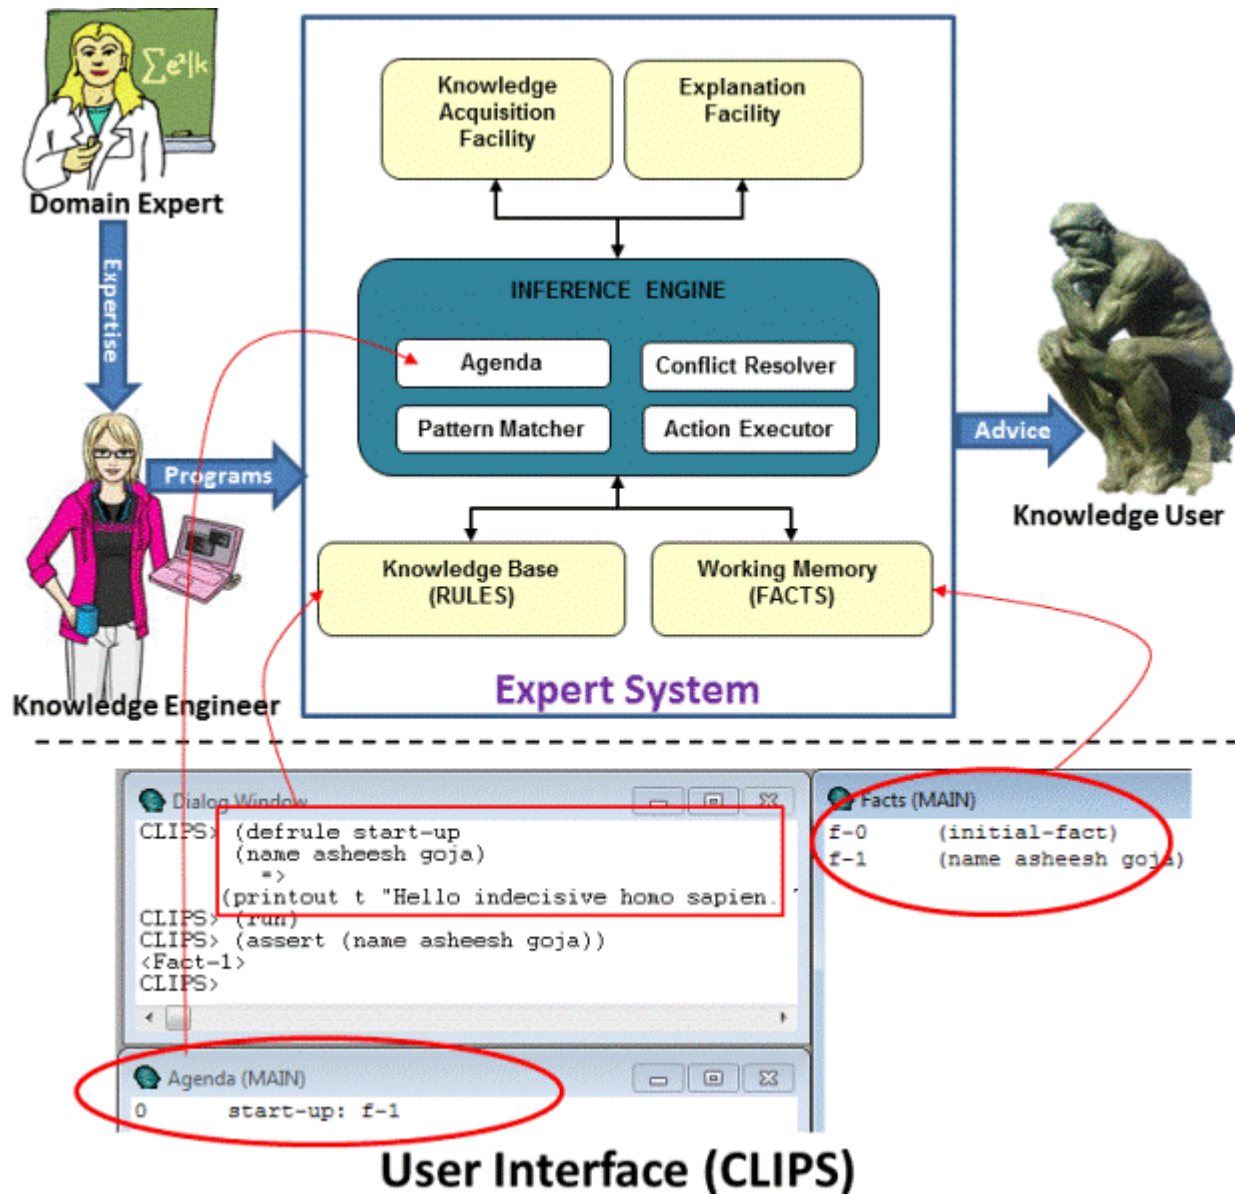 ∑e²|k
Domain Expert
Expertise
Knowledge
Acquisition
Facility
Explanation
Facility
INFERENCE ENGINE
Agenda
Conflict Resolver
Pattern Matcher
Action Executor
Programs
Advice
Knowledge User
Knowledge Base
(RULES)
Working Memory
(FACTS)
Knowledge Engineer
Expert System
Dialog Window
CLIPS> (defrule start-up
(name asheesh goja)
=>
(printout t "Hello indecisive homo sapien.
CLIPS> (run)
CLIPS> (assert (name asheesh goja))
<Fact-1>
CLIPS>
Facts (MAIN)
f-0 (initial-fact)
f-1 (name asheesh goja)
Agenda (MAIN)
0 start-up: f-1
User Interface (CLIPS)